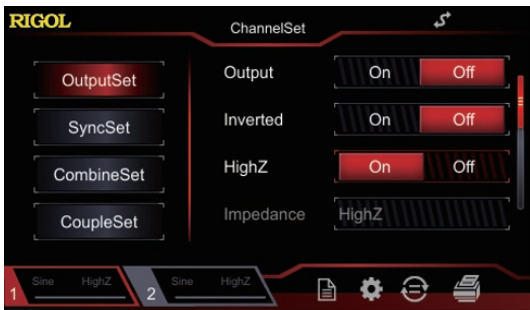 RIGOL ChannelSet
OutputSet
SyncSet
CombineSet
CoupleSet
Output On Off
Inverted On Off
HighZ On Off
Impedance HighZ
1 Sine HighZ
2 Sine HighZ